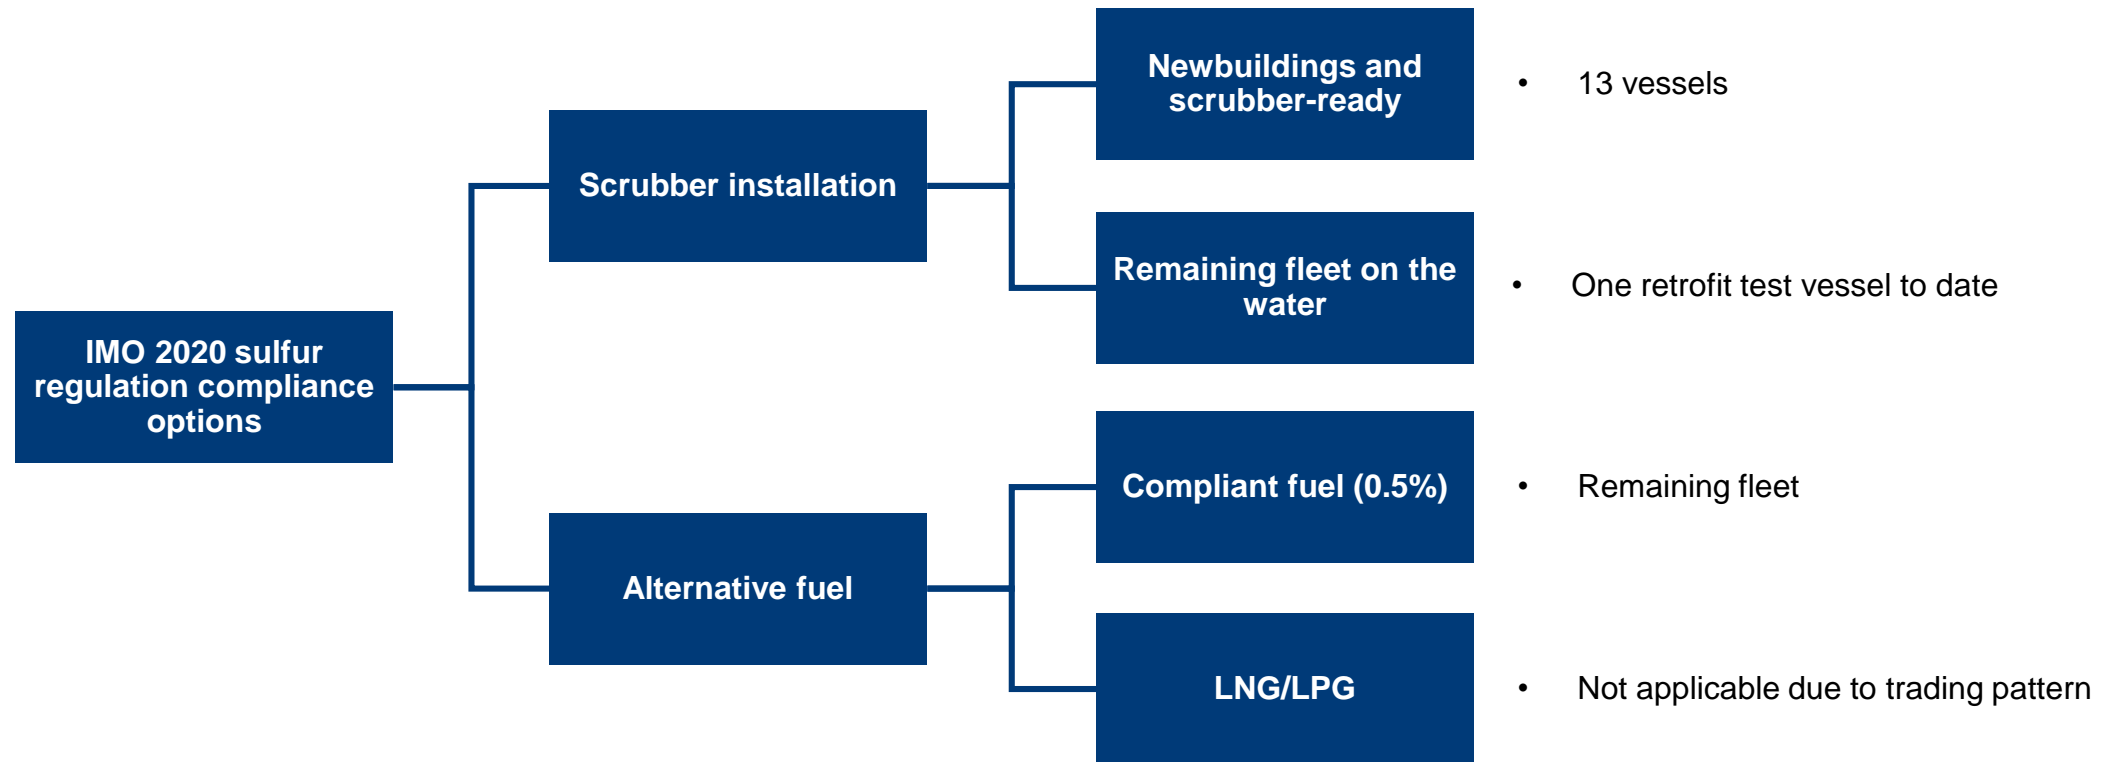 IMO 2020 sulfur
regulation compliance
options
Scrubber installation
Alternative fuel
Newbuildings and
scrubber-ready
• 13 vessels
Remaining fleet on the
water
• One retrofit test vessel to date
Compliant fuel (0.5%)
• Remaining fleet
LNG/LPG
• Not applicable due to trading pattern